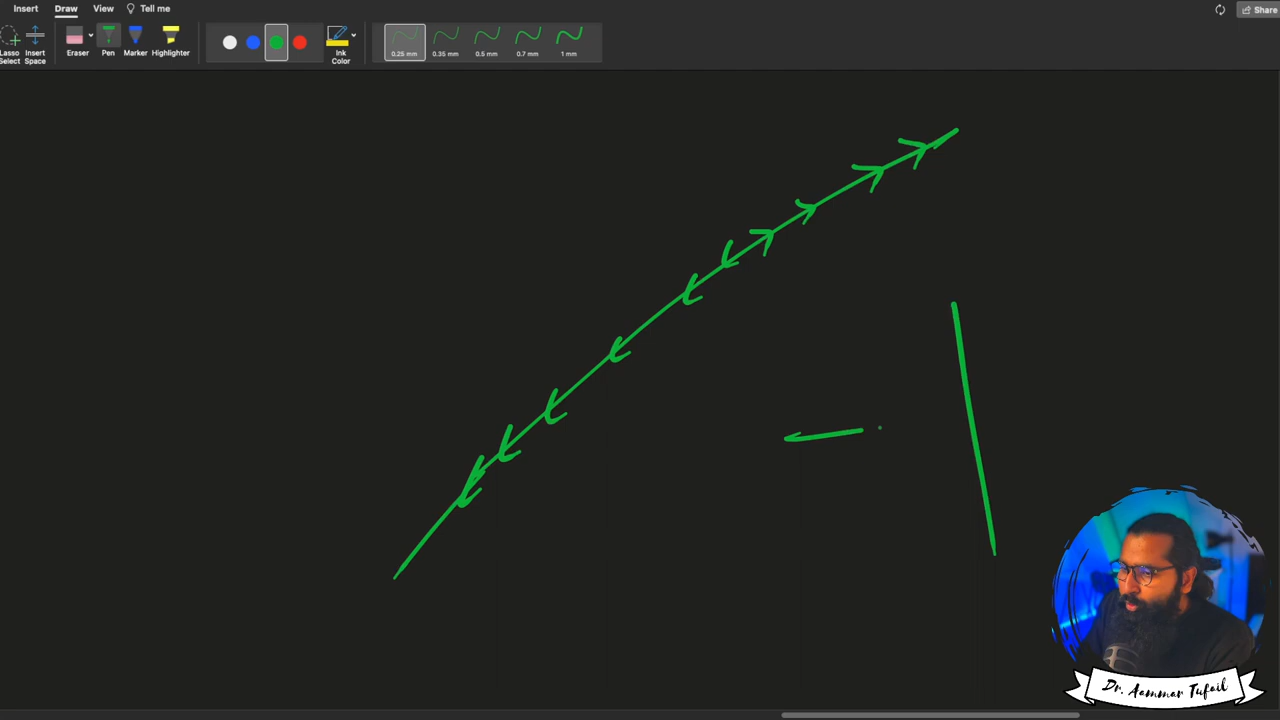 Insert Draw View Tell me Share
Lasso Select
Insert Space
Eraser
Pen
Marker
Highlighter
Ink Color
0.25 mm 0.35 mm 0.5 mm 0.7 mm 1 mm
Dr. Aammar Tufail